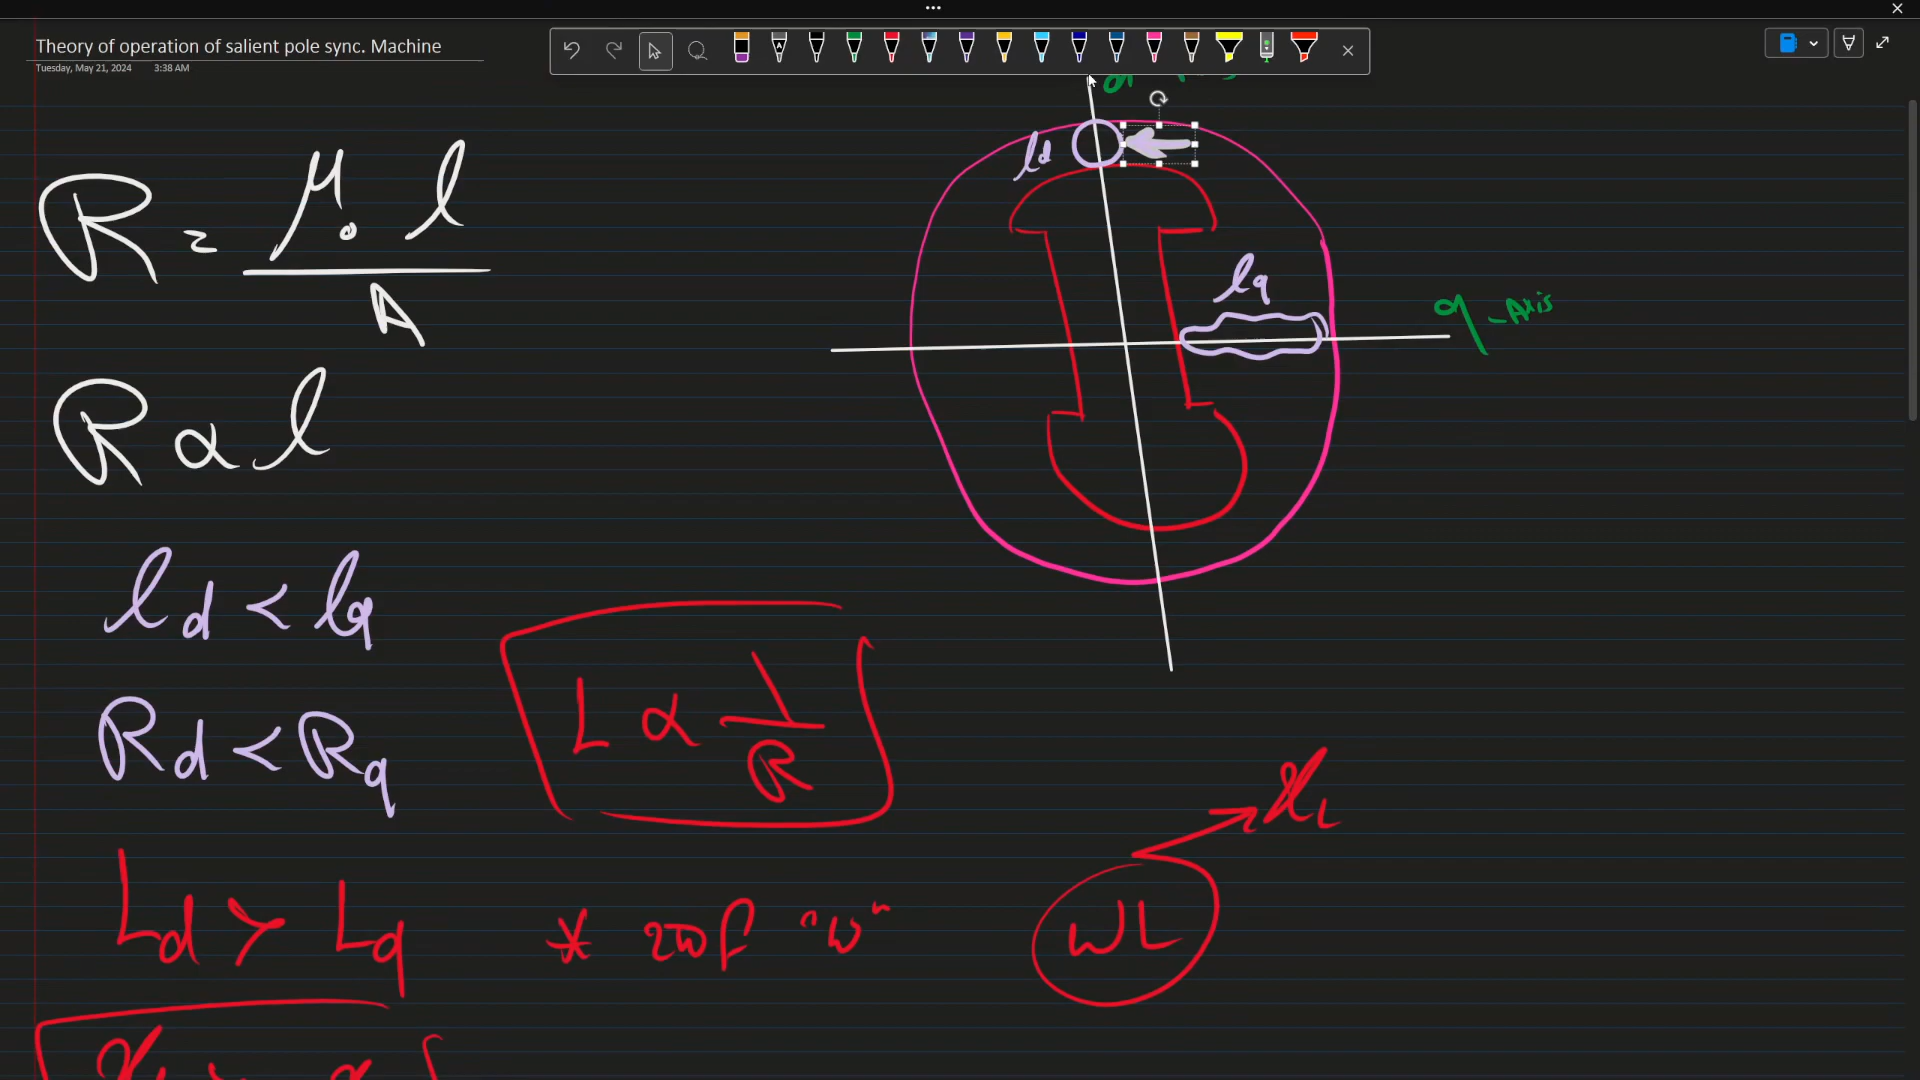 Theory of operation of salient pole sync. Machine
Tuesday, May 21, 2024 3:38 AM
R = μ₀ l / A
R α l
ld < lq
Rd < Rq
Ld > Lq
L α 1 / R
* 2πf "w"
WL
XL
ld
lq
q - Axis